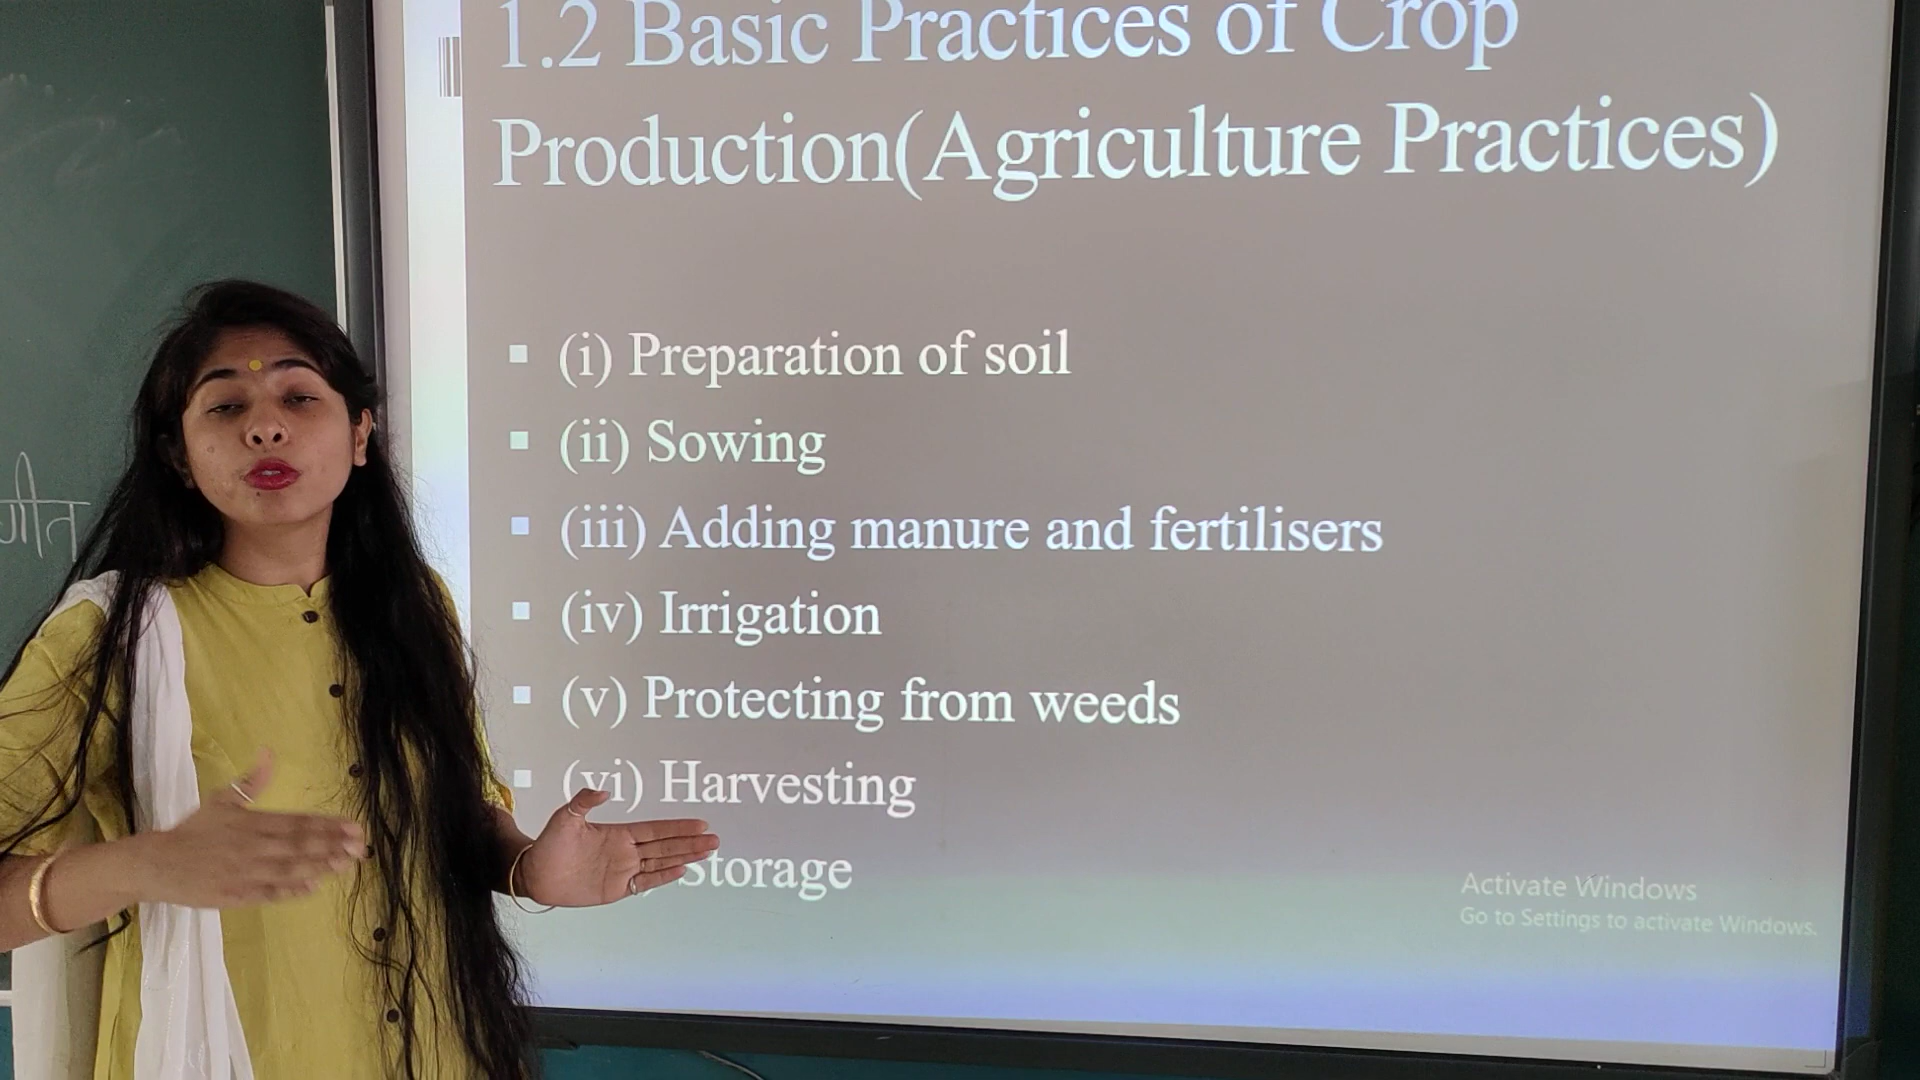 1.2 Basic Practices of Crop
Production(Agriculture Practices)
(i) Preparation of soil
(ii) Sowing
(iii) Adding manure and fertilisers
(iv) Irrigation
(v) Protecting from weeds
(vi) Harvesting
Storage
Activate Windows
Go to Settings to activate Windows.